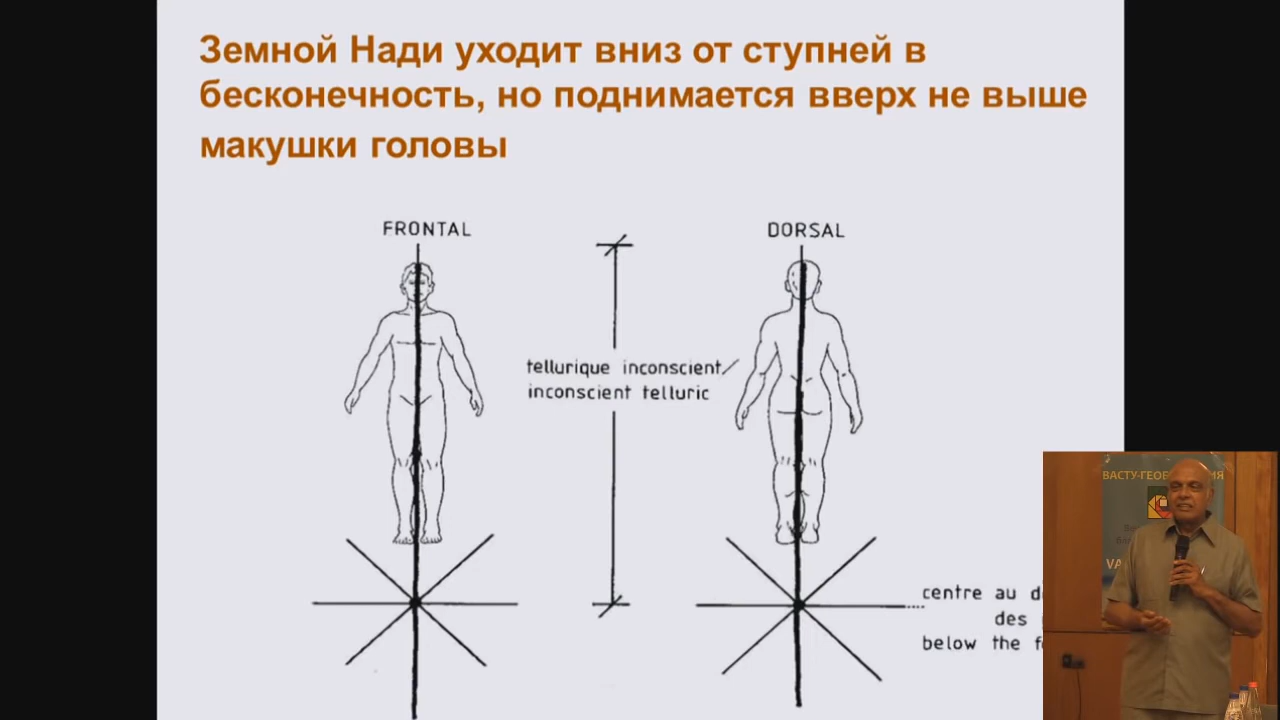 Земной Нади уходит вниз от ступней в
бесконечность, но поднимается вверх не выше
макушки головы
FRONTAL
DORSAL
tellurique inconscient/
inconscient telluric
centre au
des
below the